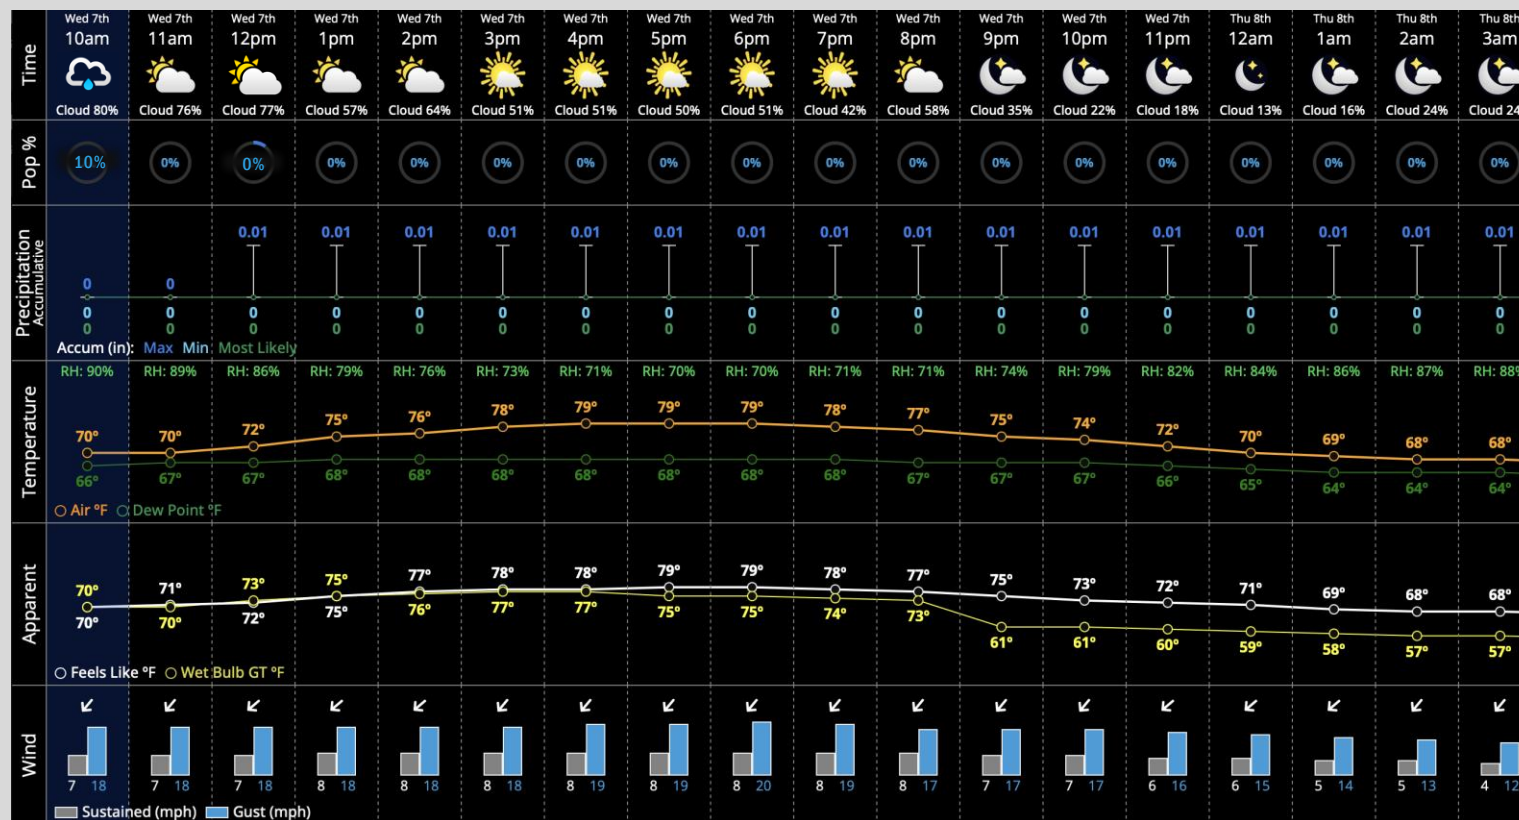 Time
Wed 7th Wed 7th Wed 7th Wed 7th Wed 7th Wed 7th Wed 7th Wed 7th Wed 7th Wed 7th Wed 7th Wed 7th Wed 7th Wed 7th Thu 8th Thu 8th Thu 8th Thu 8th
10am 11am 12pm 1pm 2pm 3pm 4pm 5pm 6pm 7pm 8pm 9pm 10pm 11pm 12am 1am 2am 3am
Cloud 80% Cloud 76% Cloud 77% Cloud 57% Cloud 64% Cloud 51% Cloud 51% Cloud 50% Cloud 51% Cloud 42% Cloud 58% Cloud 35% Cloud 22% Cloud 18% Cloud 13% Cloud 16% Cloud 24% Cloud 24
Pop %
10% 0% 0% 0% 0% 0% 0% 0% 0% 0% 0% 0% 0% 0% 0% 0% 0% 0%
Precipitation
Accumulative
0.01 0.01 0.01 0.01 0.01 0.01 0.01 0.01 0.01 0.01 0.01 0.01 0.01 0.01 0.01 0.01
0 0
0 0 0 0 0 0 0 0 0 0 0 0 0 0 0 0 0 0
0 0 0 0 0 0 0 0 0 0 0 0 0 0 0 0 0 0
Accum (in): Max Min Most Likely
Temperature
RH: 90% RH: 89% RH: 86% RH: 79% RH: 76% RH: 73% RH: 71% RH: 70% RH: 70% RH: 71% RH: 71% RH: 74% RH: 79% RH: 82% RH: 84% RH: 86% RH: 87% RH: 88%
70° 70° 72° 75° 76° 78° 79° 79° 79° 78° 77° 75° 74° 72° 70° 69° 68° 68°
66° 67° 67° 68° 68° 68° 68° 68° 68° 68° 67° 67° 67° 66° 65° 64° 64° 64°
Air °F Dew Point °F
Apparent
70° 71° 73° 75° 77° 78° 78° 79° 79° 78° 77° 75° 73° 72° 71° 69° 68° 68°
70° 70° 72° 75° 76° 77° 77° 75° 75° 74° 73° 61° 61° 60° 59° 58° 57° 57°
Feels Like °F Wet Bulb GT °F
Wind
7 18 7 18 7 18 8 18 8 18 8 18 8 19 8 19 8 20 8 19 8 17 7 17 7 17 6 16 6 15 5 14 5 13 4 12
Sustained (mph) Gust (mph)